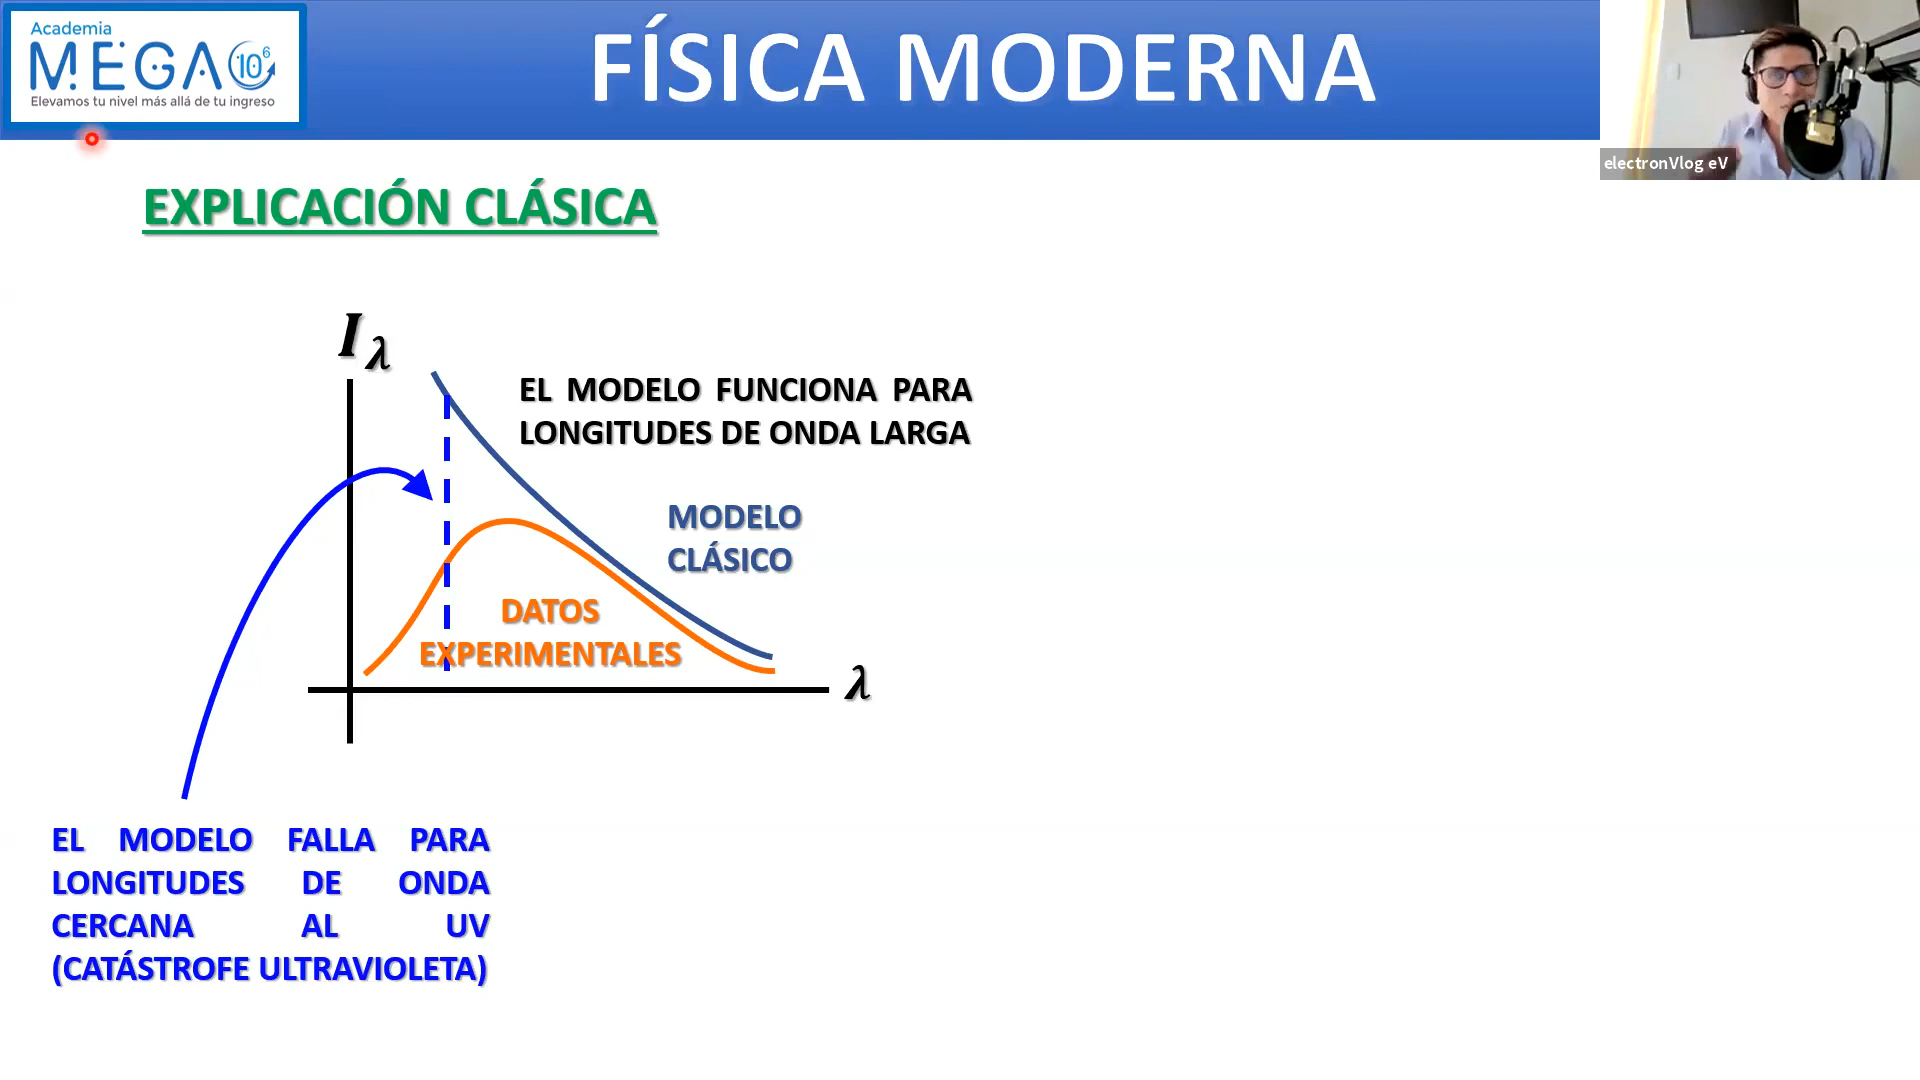 Academia
MEGA 10⁶
Elevamos tu nivel más allá de tu ingreso
FÍSICA MODERNA
electronVlog eV
EXPLICACIÓN CLÁSICA
I λ
EL MODELO FUNCIONA PARA
LONGITUDES DE ONDA LARGA
MODELO
CLÁSICO
DATOS
EXPERIMENTALES
λ
EL MODELO FALLA PARA
LONGITUDES DE ONDA
CERCANA AL UV
(CATÁSTROFE ULTRAVIOLETA)